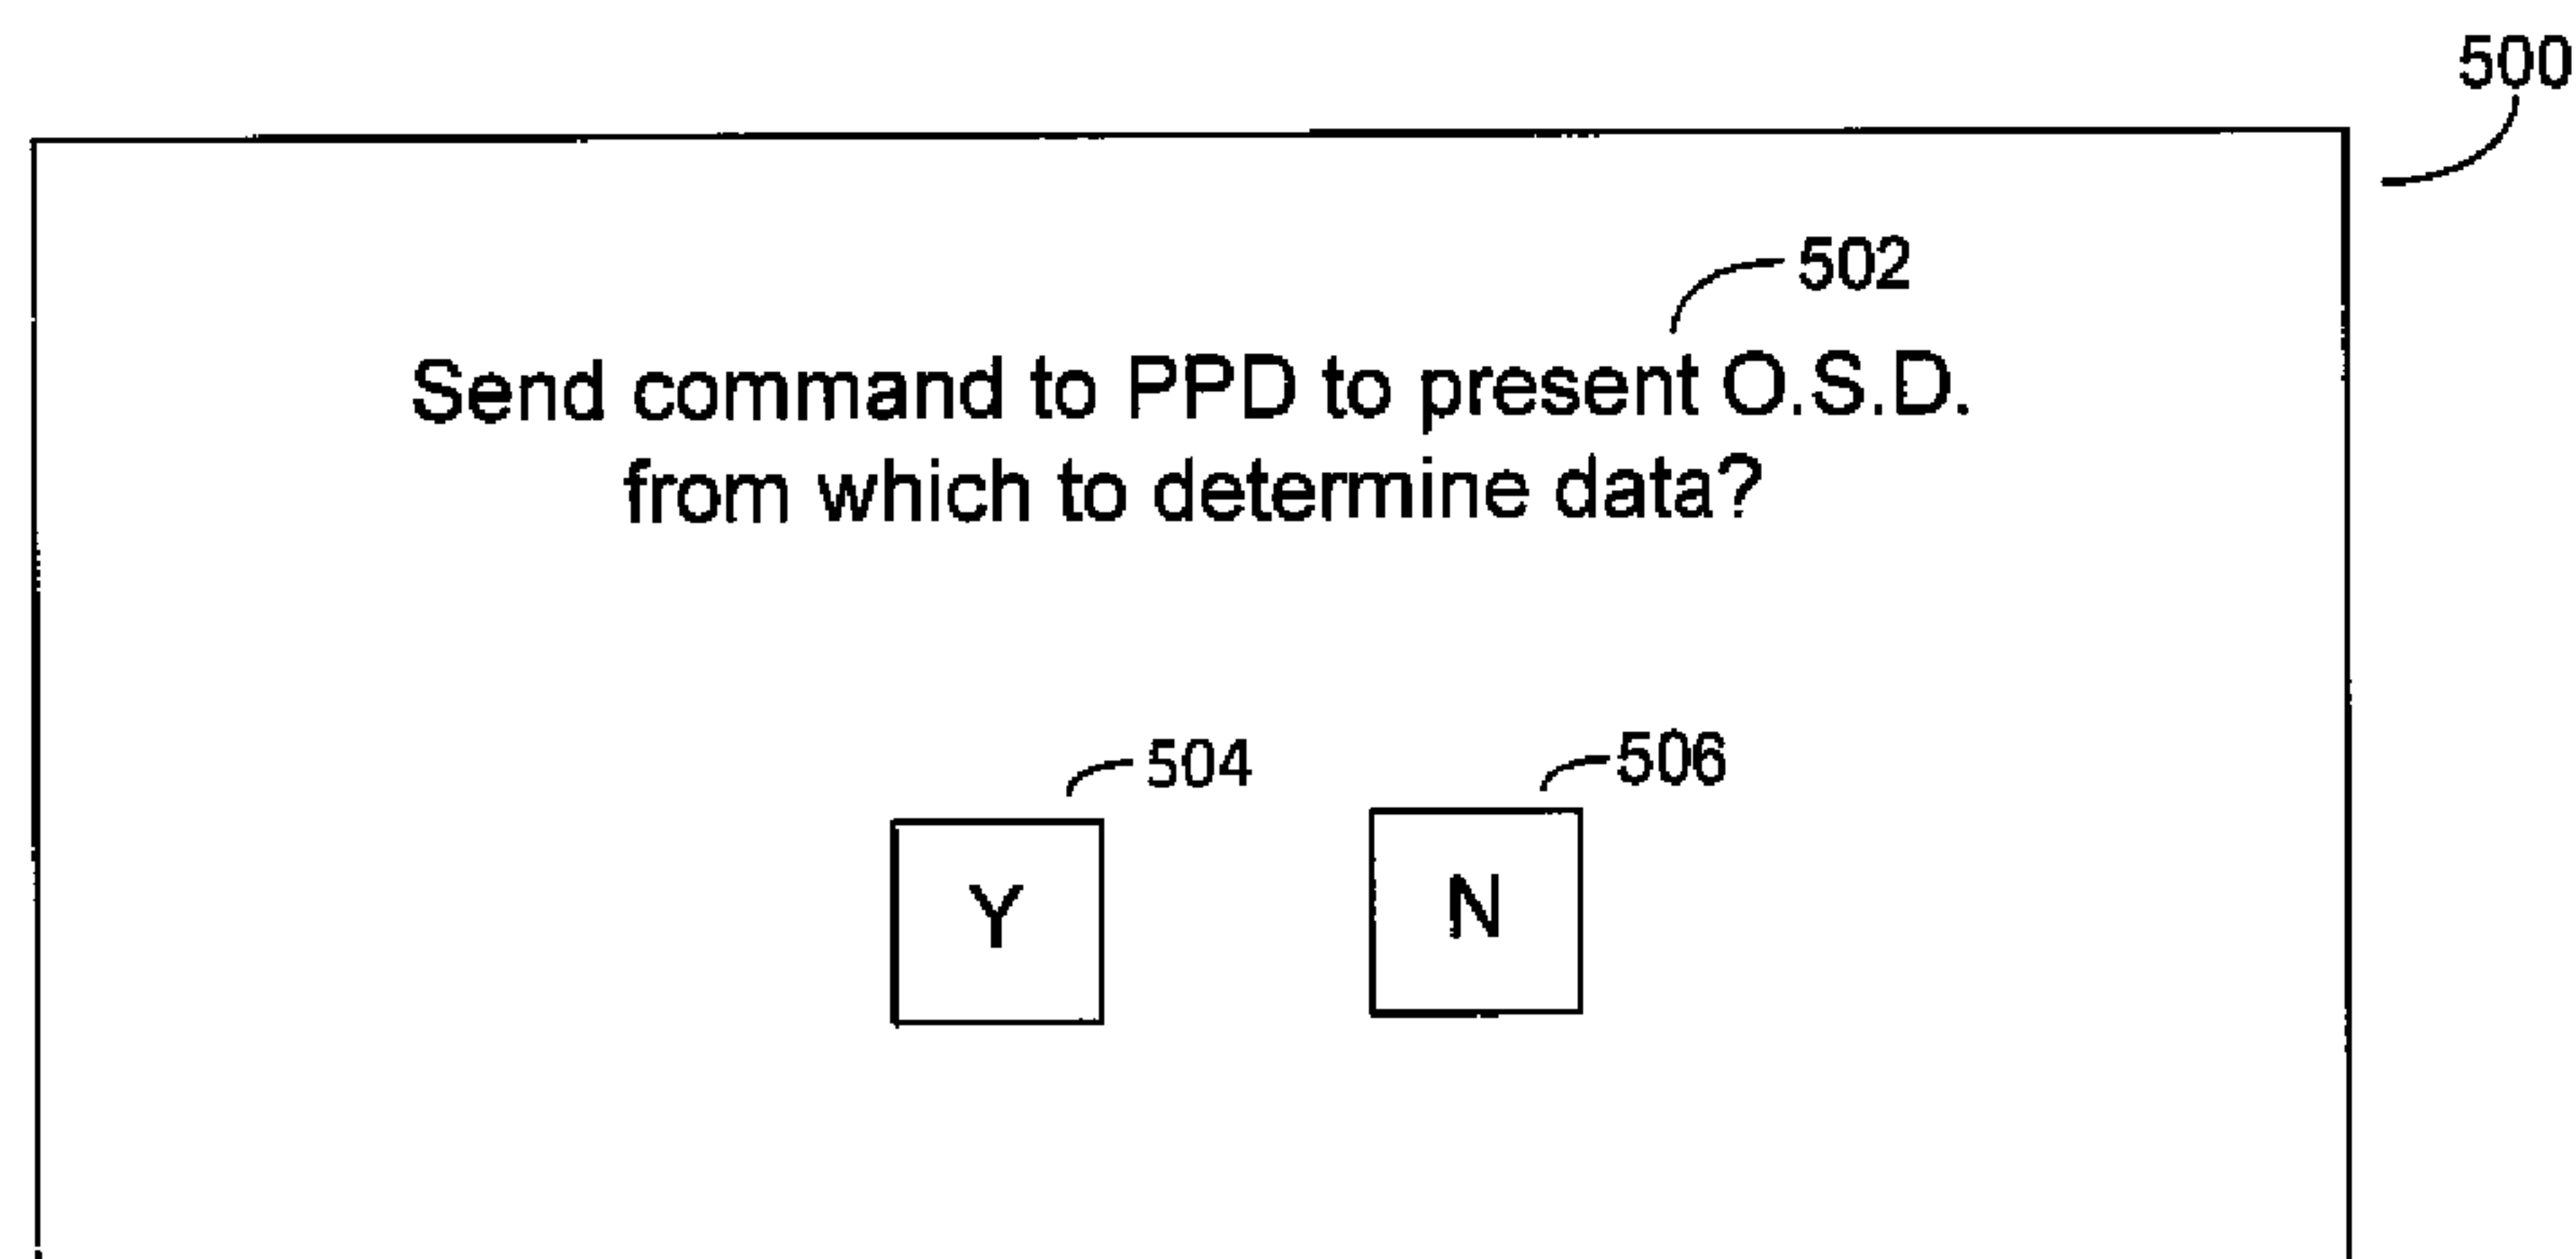 500
502
Send command to PPD to present O.S.D.
from which to determine data?
504
506
Y
N